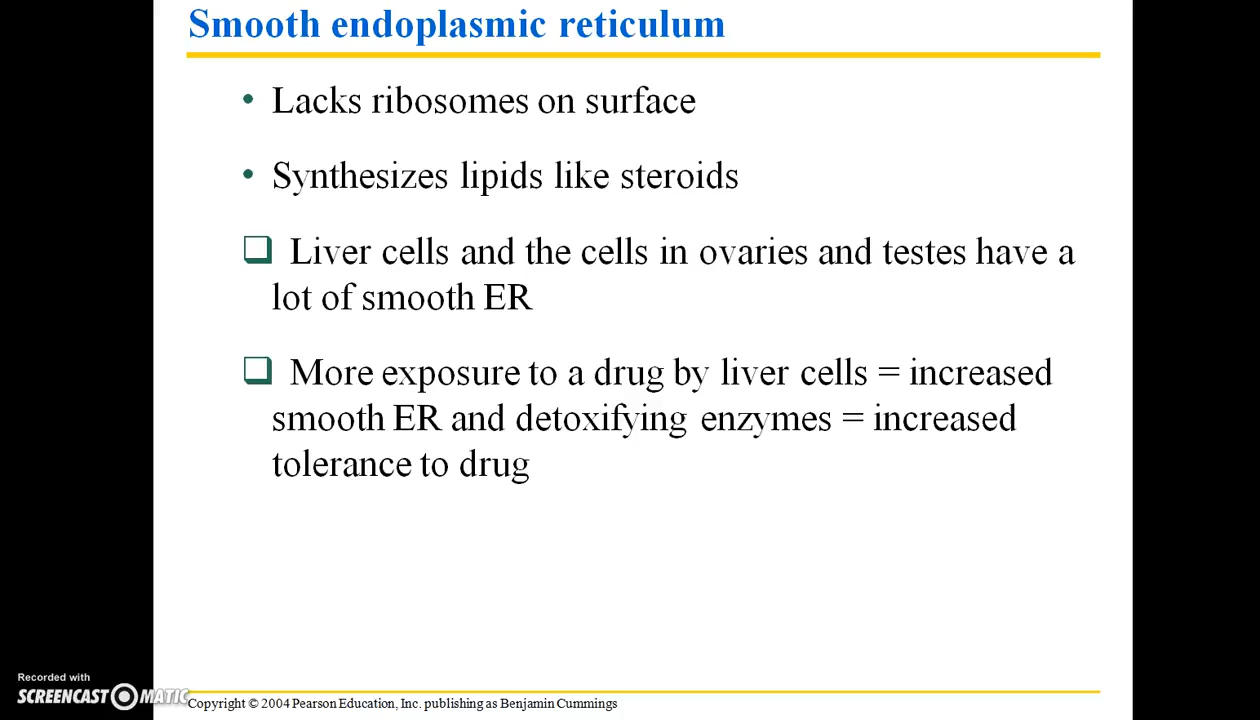 Smooth endoplasmic reticulum
• Lacks ribosomes on surface
• Synthesizes lipids like steroids
❑ Liver cells and the cells in ovaries and testes have a
lot of smooth ER
❑ More exposure to a drug by liver cells = increased
smooth ER and detoxifying enzymes = increased
tolerance to drug
Recorded with
SCREENCAST MATIC
Copyright © 2004 Pearson Education, Inc. publishing as Benjamin Cummings